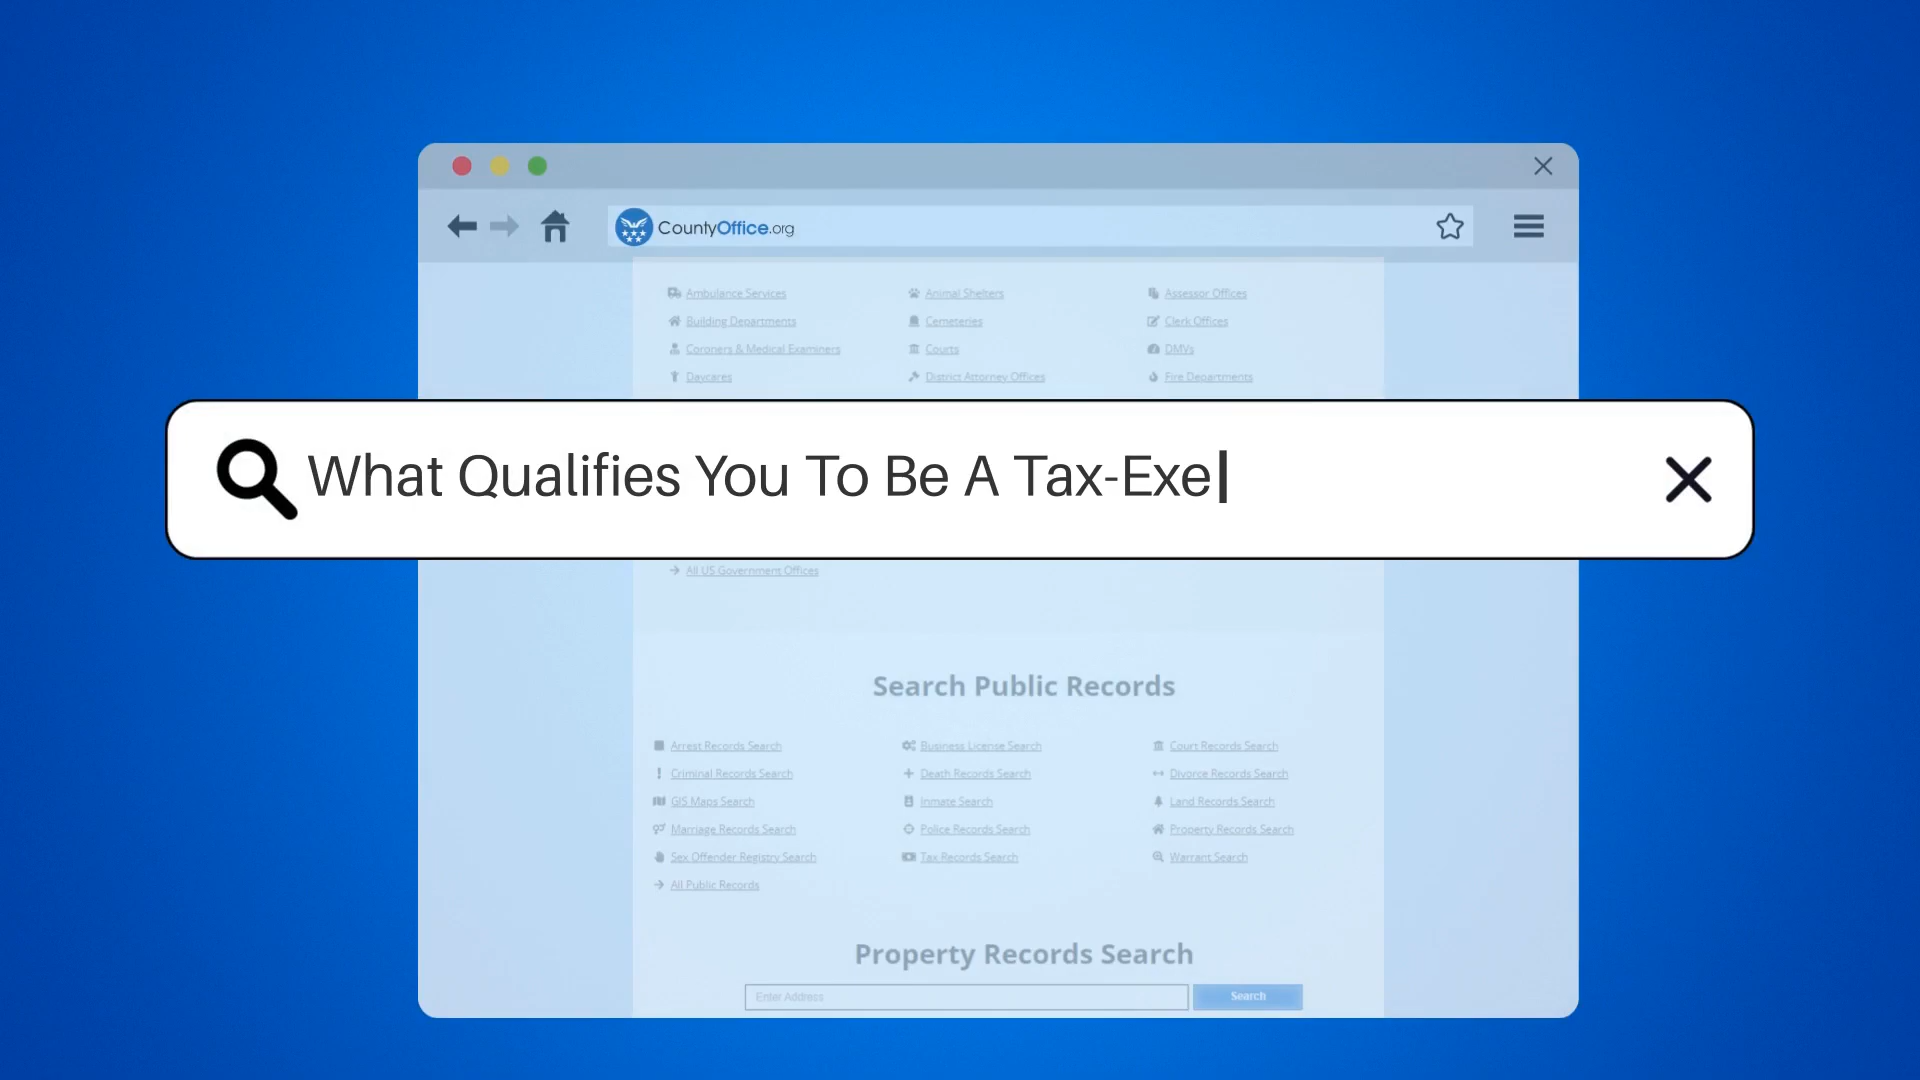 CountyOffice.org
Ambulance Services Animal Shelters Assessor Offices
Building Departments Cemeteries Clerk Offices
Coroners & Medical Examiners Courts DMVs
Daycares District Attorney Offices Fire Departments
What Qualifies You To Be A Tax-Exe
All US Government Offices
Search Public Records
Arrest Records Search Business License Search Court Records Search
Criminal Records Search Death Records Search Divorce Records Search
GIS Maps Search Inmate Search Land Records Search
Marriage Records Search Police Records Search Property Records Search
Sex Offender Registry Search Tax Records Search Warrant Search
All Public Records
Property Records Search
Enter Address Search